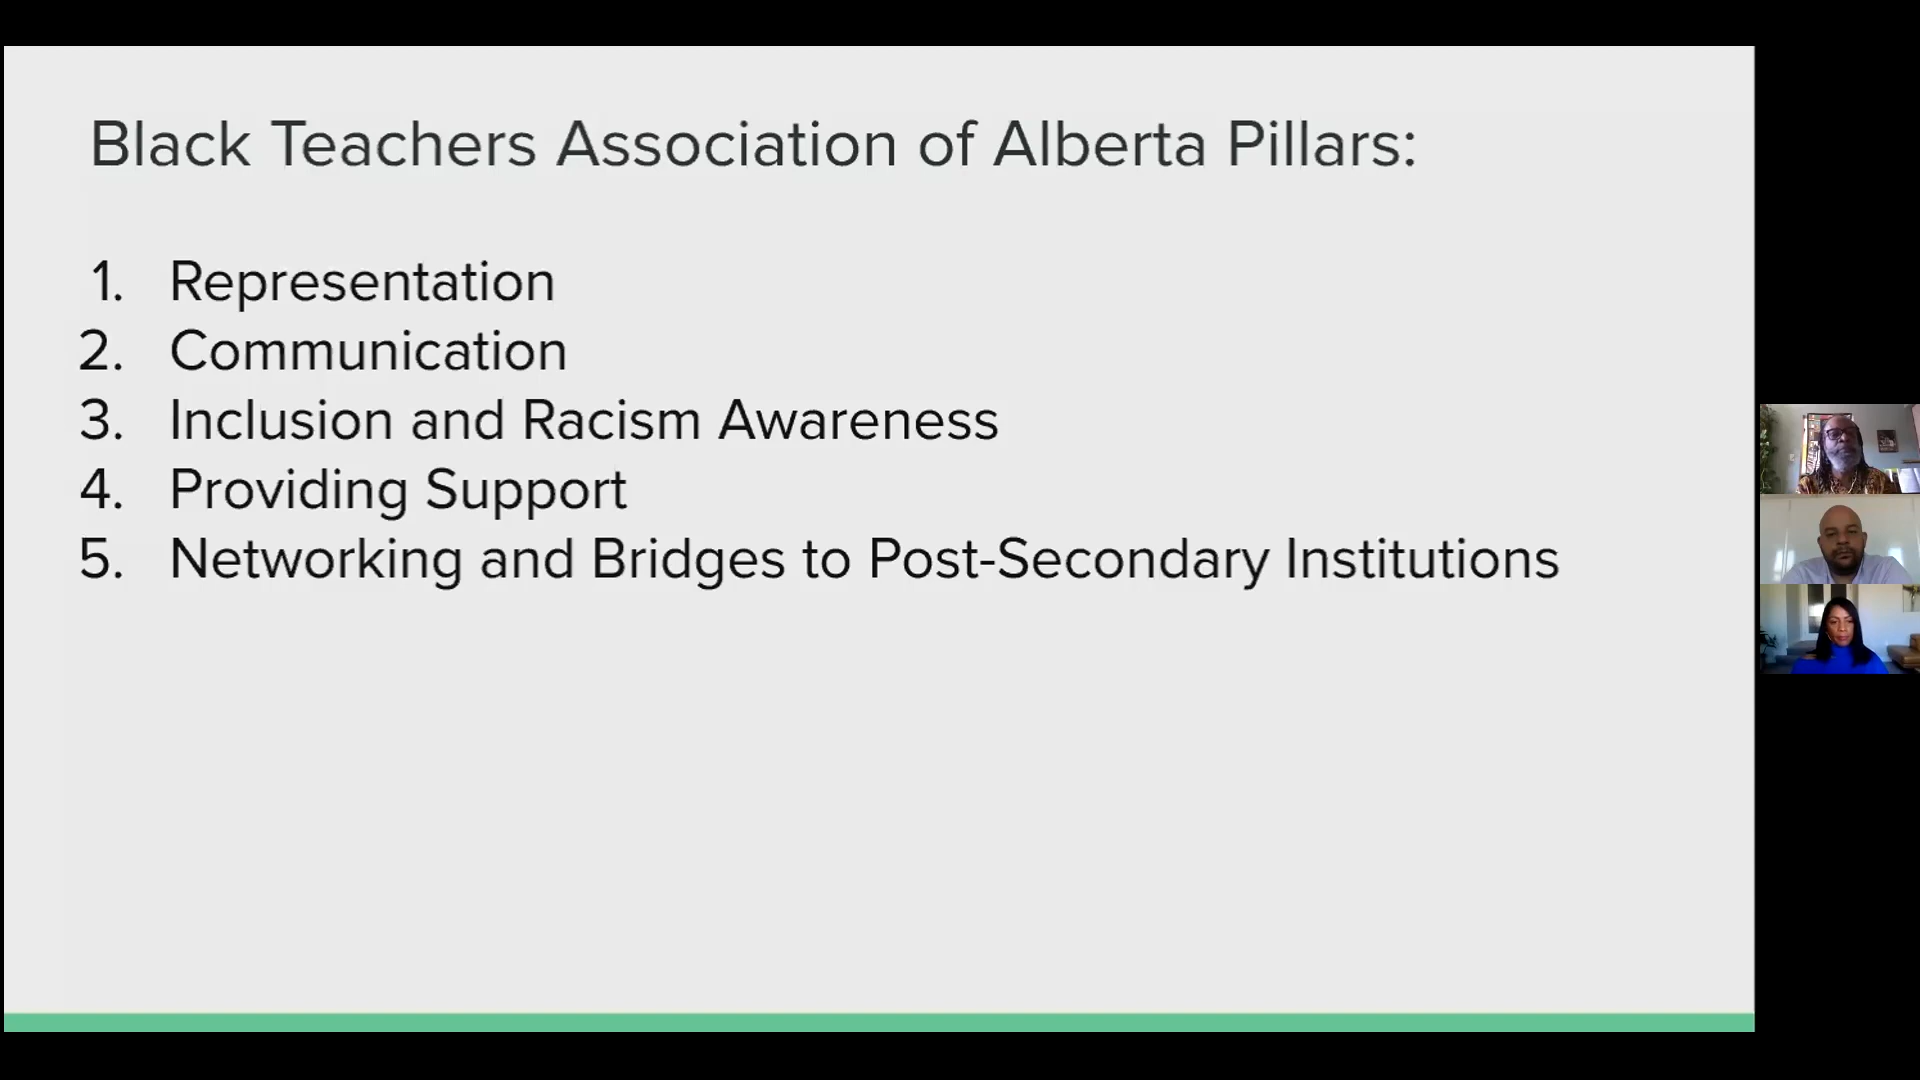 Black Teachers Association of Alberta Pillars:
1. Representation
2. Communication
3. Inclusion and Racism Awareness
4. Providing Support
5. Networking and Bridges to Post-Secondary Institutions